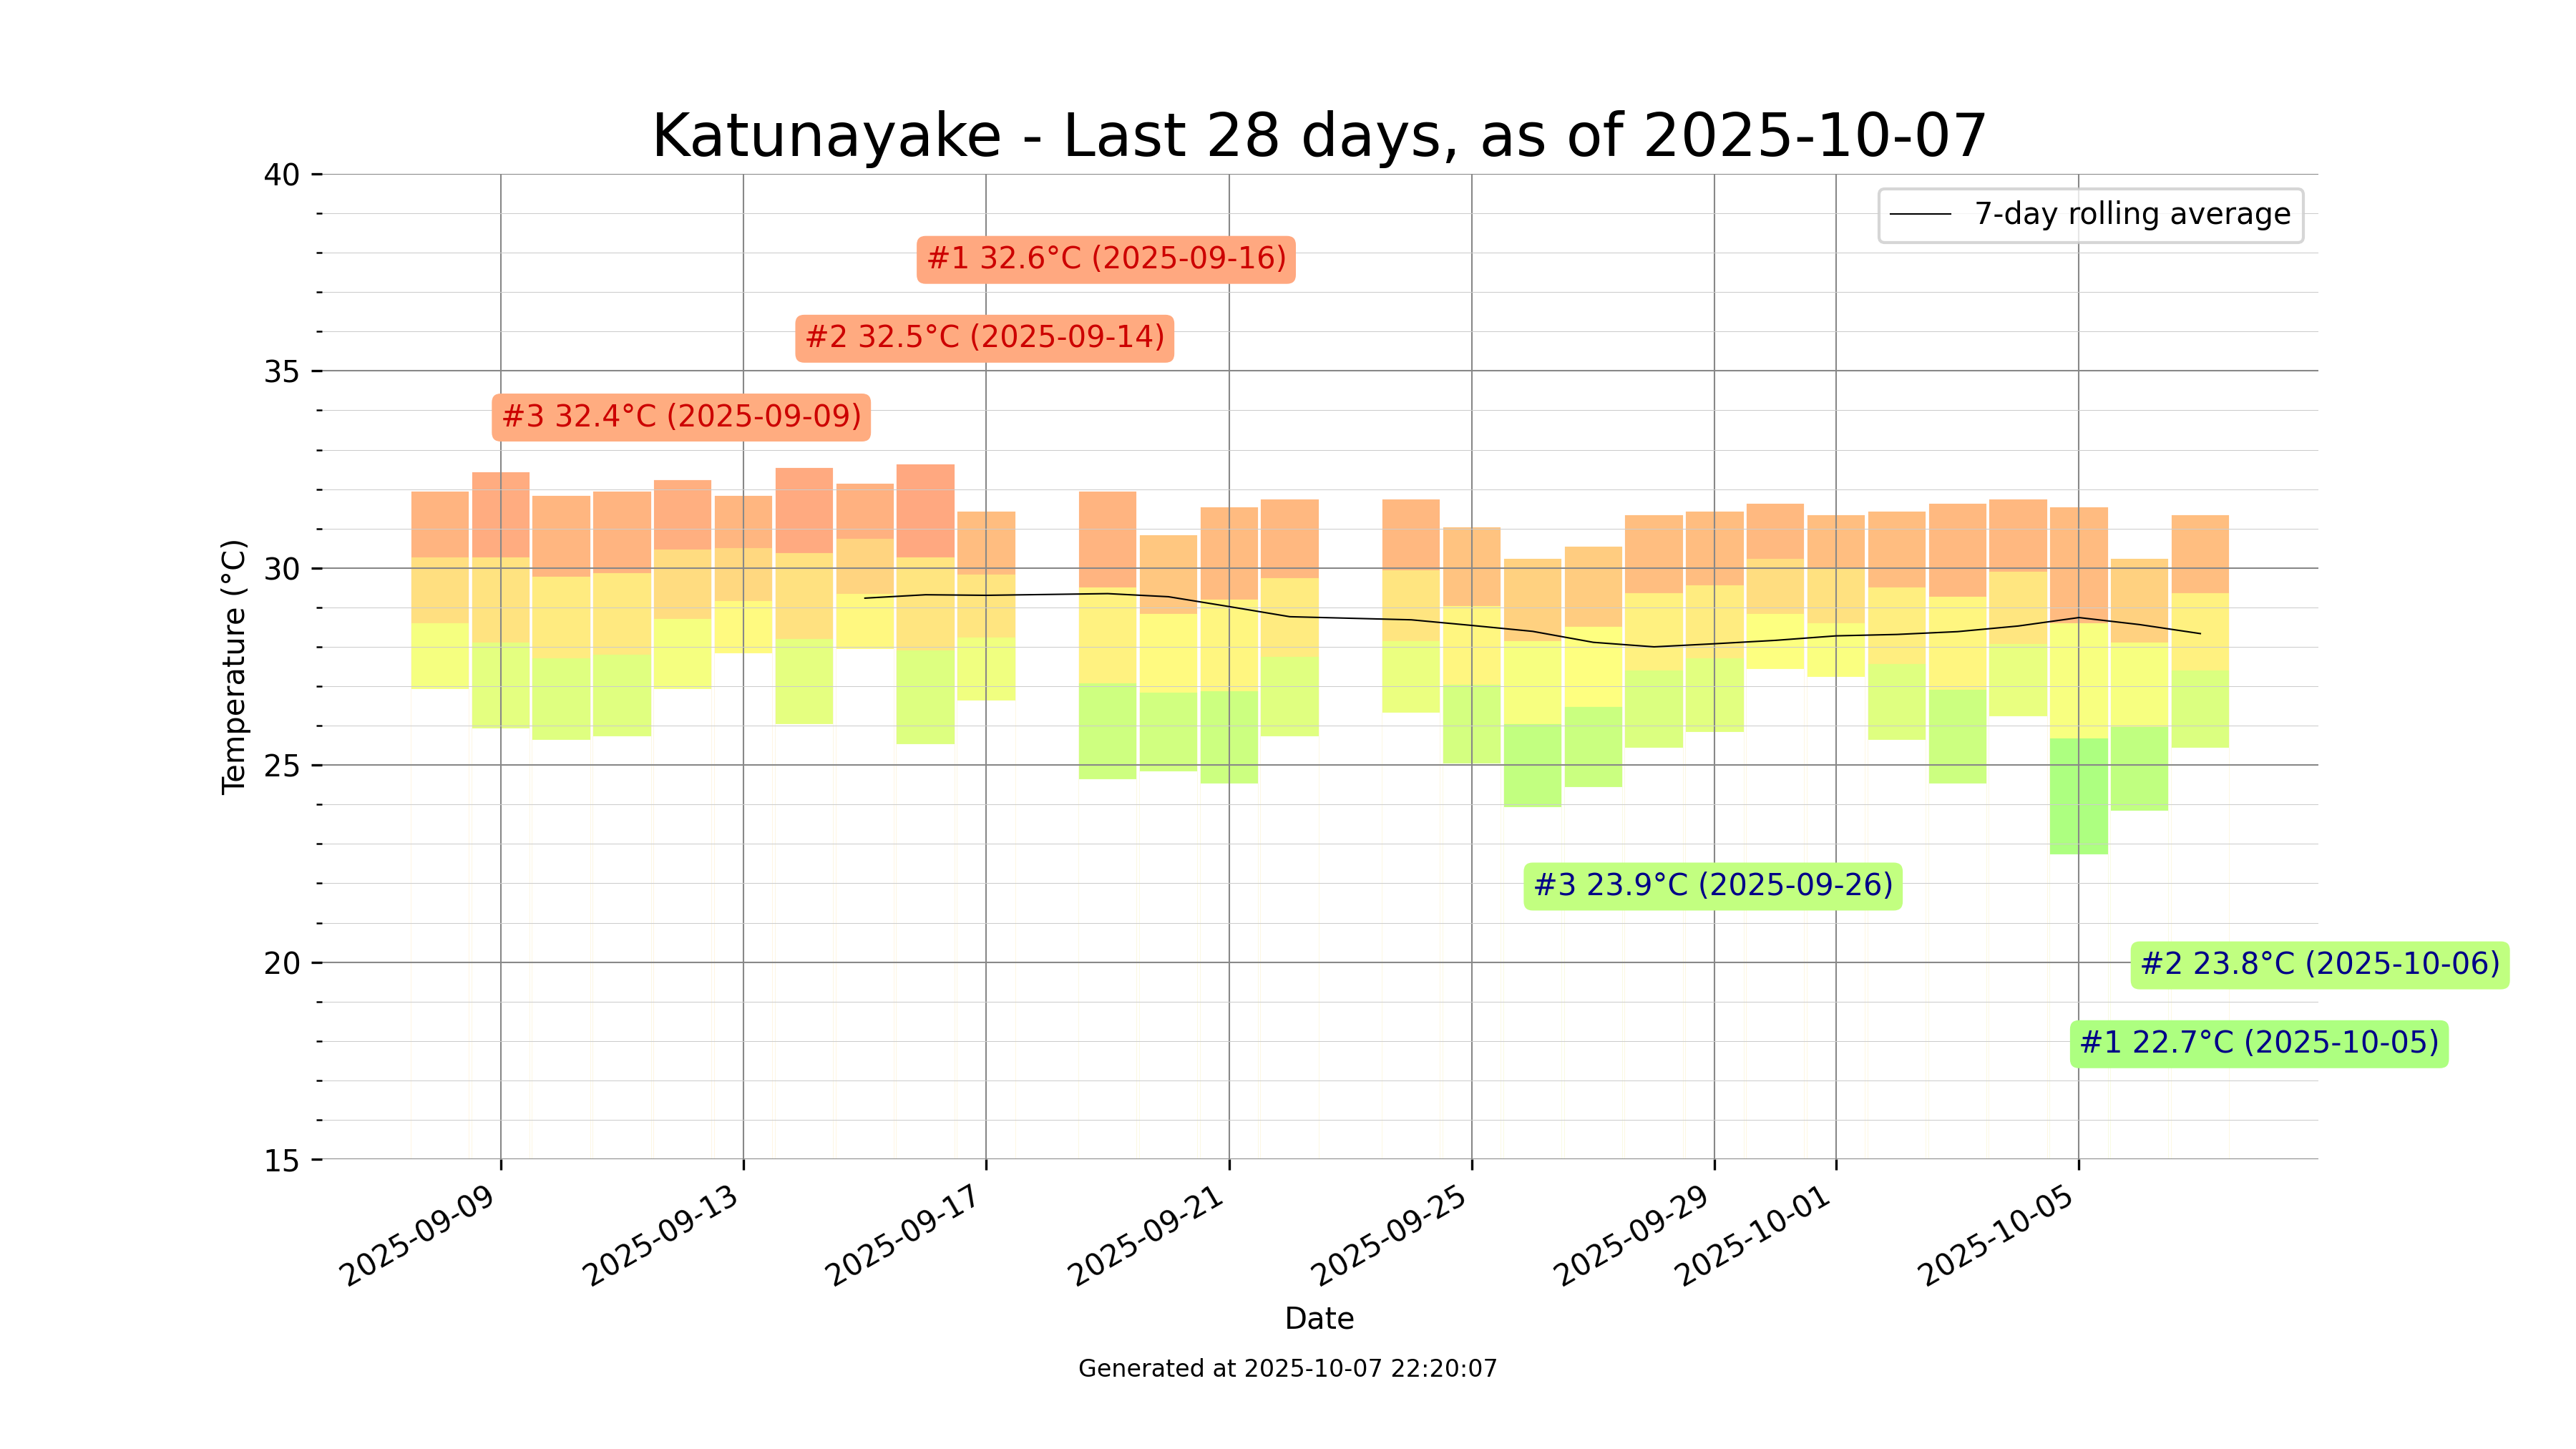 Katunayake - Last 28 days, as of 2025-10-07
40
7-day rolling average
#1 32.6°C (2025-09-16)
#2 32.5°C (2025-09-14)
35
#3 32.4°C (2025-09-09)
30
Temperature (°C)
25
#3 23.9°C (2025-09-26)
20
#2 23.8°C (2025-10-06)
#1 22.7°C (2025-10-05)
15
2025-09-09
2025-09-13
2025-09-17
2025-09-21
2025-09-25
2025-09-29
2025-10-01
2025-10-05
Date
Generated at 2025-10-07 22:20:07